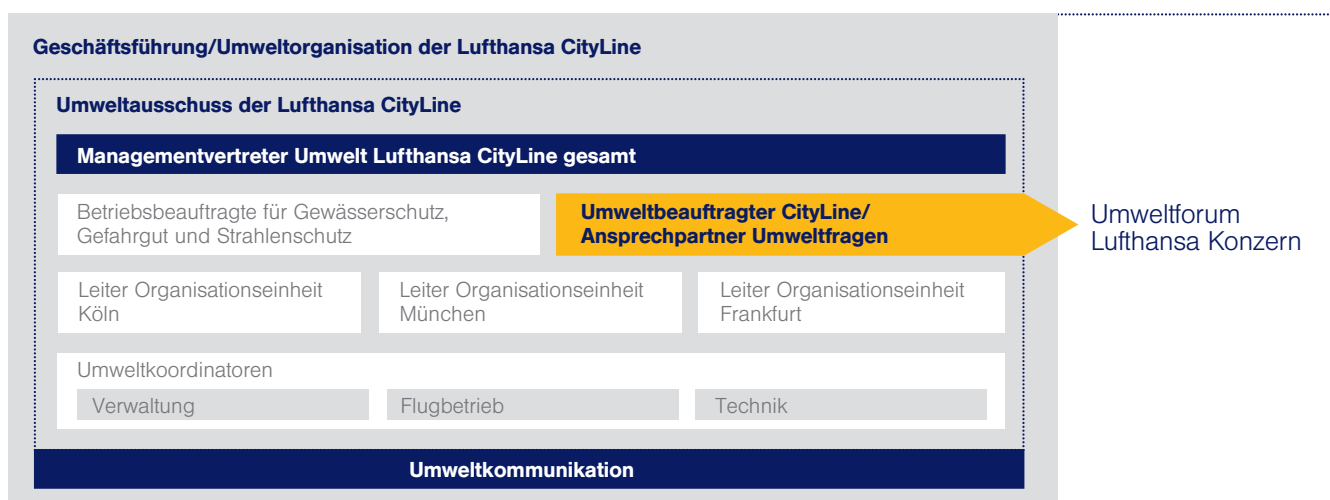 Geschäftsführung/Umweltorganisation der Lufthansa CityLine
Umweltausschuss der Lufthansa CityLine
Managementvertreter Umwelt Lufthansa CityLine gesamt
Betriebsbeauftragte für Gewässerschutz,
Gefahrgut und Strahlenschutz
Umweltbeauftragter CityLine/
Ansprechpartner Umweltfragen
Umweltforum
Lufthansa Konzern
Leiter Organisationseinheit
Köln
Leiter Organisationseinheit
München
Leiter Organisationseinheit
Frankfurt
Umweltkoordinatoren
Verwaltung
Flugbetrieb
Technik
Umweltkommunikation